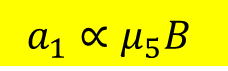 𝑎₁ ∝ 𝜇₅𝐵